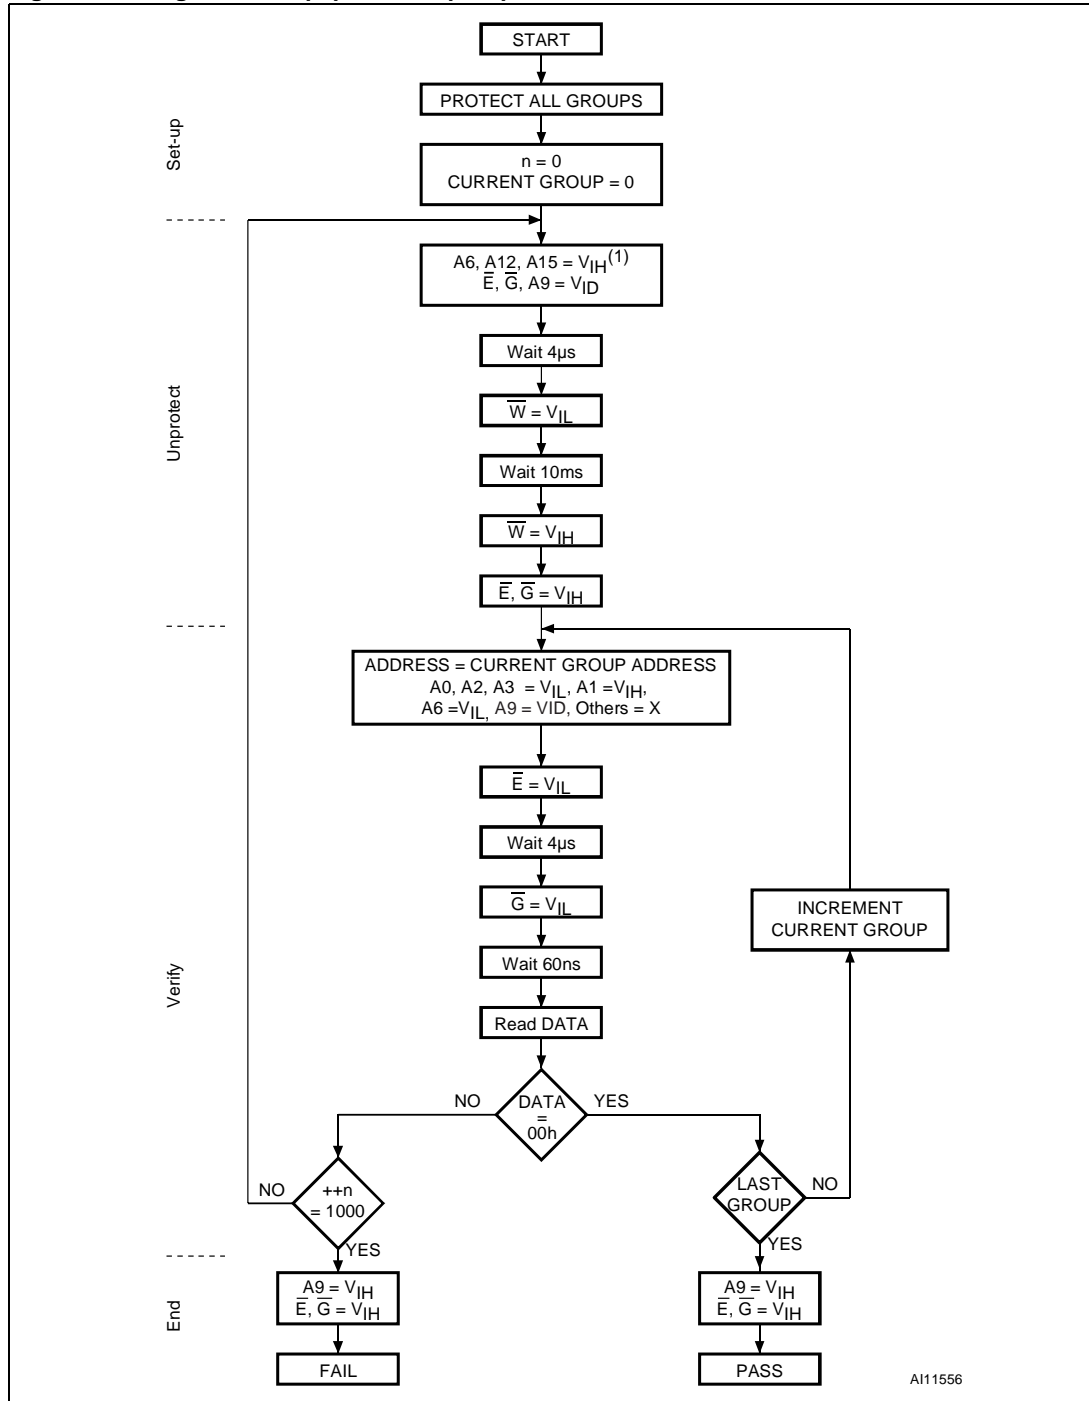 START
PROTECT ALL GROUPS
Set-up
n = 0
CURRENT GROUP = 0
A6, A12, A15 = VIH(1)
E̅, G̅, A9 = VID
Wait 4µs
Unprotect
W̅ = VIL
Wait 10ms
W̅ = VIH
E̅, G̅ = VIH
ADDRESS = CURRENT GROUP ADDRESS
A0, A2, A3 = VIL, A1 =VIH,
A6 =VIL, A9 = VID, Others = X
E̅ = VIL
Wait 4µs
G̅ = VIL
INCREMENT
CURRENT GROUP
Wait 60ns
Verify
Read DATA
NO
DATA
=
00h
YES
NO
++n
= 1000
YES
LAST
GROUP
NO
YES
End
A9 = VIH
E̅, G̅ = VIH
A9 = VIH
E̅, G̅ = VIH
FAIL
PASS
AI11556